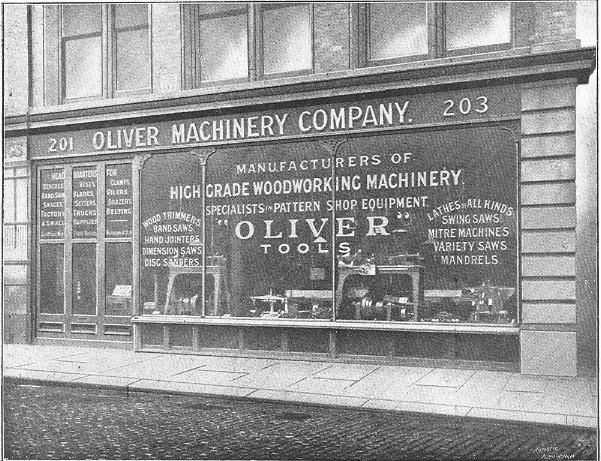 201 OLIVER MACHINERY COMPANY. 203
HEAD QUARTERS FOR
BENCHES, VISES, CLAMPS,
BAND SAW BLADES, FILERS,
SWAGES, SETTERS, BRAZERS
FACTORY TRUCKS BELTING
& SMALL SUPPLIES
MANUFACTURERS OF
HIGH GRADE WOODWORKING MACHINERY,
SPECIALISTS IN PATTERN SHOP EQUIPMENT.
"OLIVER"
TOOLS.
WOOD TRIMMERS
BAND SAWS
HAND JOINTERS
DIMENSION SAWS
DISC SANDERS
LATHES OF ALL KINDS
SWING SAWS.
MITRE MACHINES
VARIETY SAWS
MANDRELS.